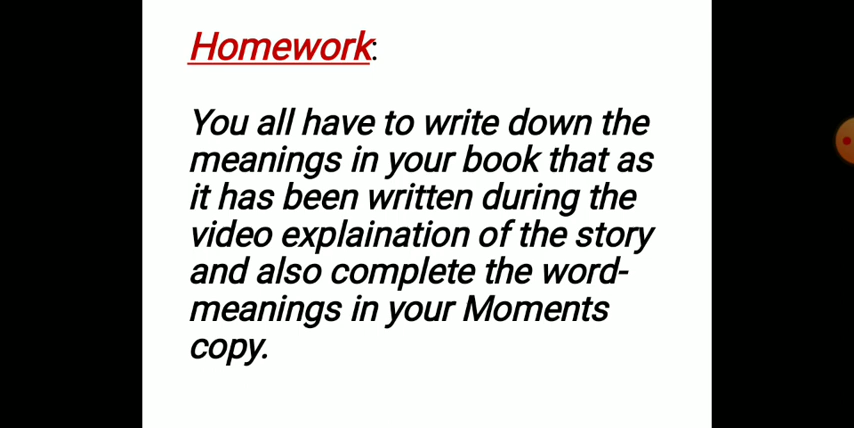 Homework:
You all have to write down the
meanings in your book that as
it has been written during the
video explaination of the story
and also complete the word-
meanings in your Moments
copy.